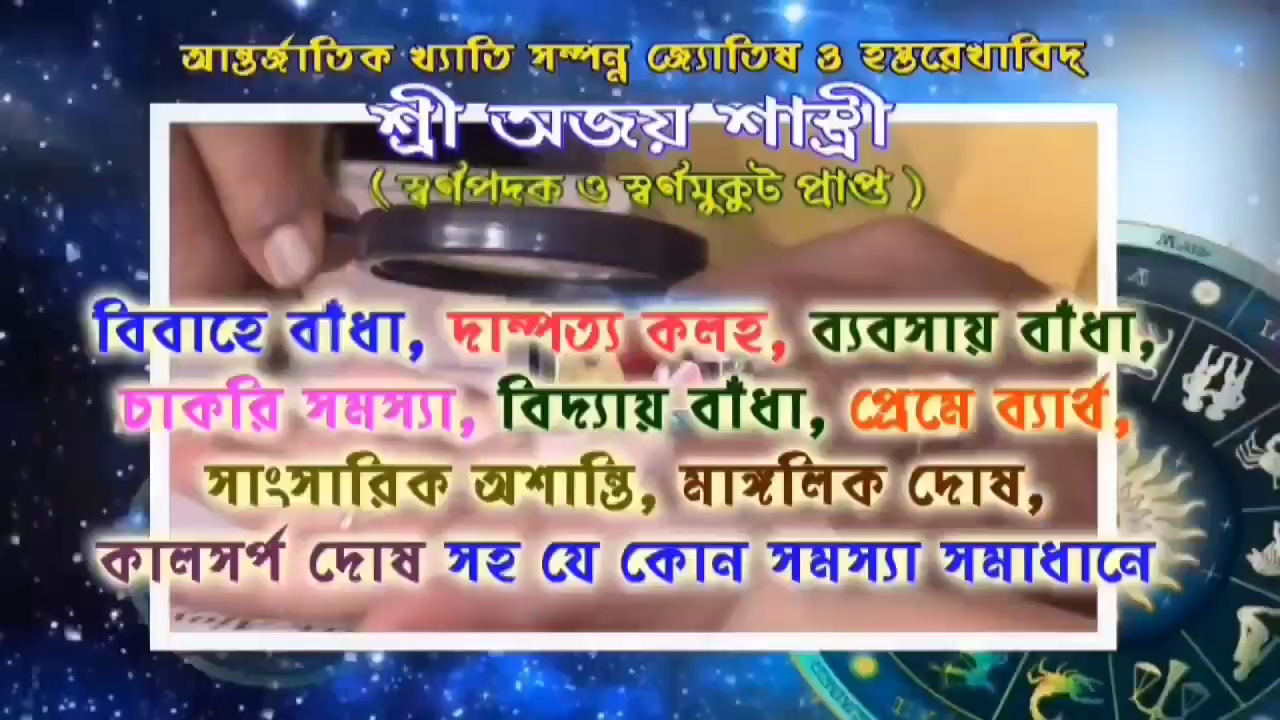 আন্তর্জাতিক খ্যাতি সম্পন্ন জ্যোতিষ ও হস্তরেখাবিদ্
শ্রী অজয় শাস্ত্রী
( স্বর্ণপদক ও স্বর্ণমুকুট প্রাপ্ত )
বিবাহে বাঁধা, দাম্পত্য কলহ, ব্যবসায় বাঁধা,
চাকরি সমস্যা, বিদ্যায় বাঁধা, প্রেমে ব্যার্থ,
সাংসারিক অশান্তি, মাঙ্গলিক দোষ,
কালসর্প দোষ সহ যে কোন সমস্যা সমাধানে